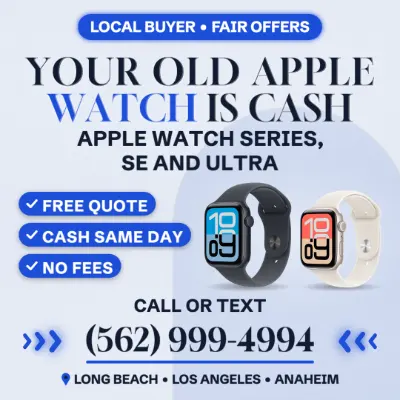 LOCAL BUYER • FAIR OFFERS
YOUR OLD APPLE
WATCH IS CASH
APPLE WATCH SERIES,
SE AND ULTRA
FREE QUOTE
CASH SAME DAY
NO FEES
CALL OR TEXT
(562) 999-4994
LONG BEACH • LOS ANGELES • ANAHEIM